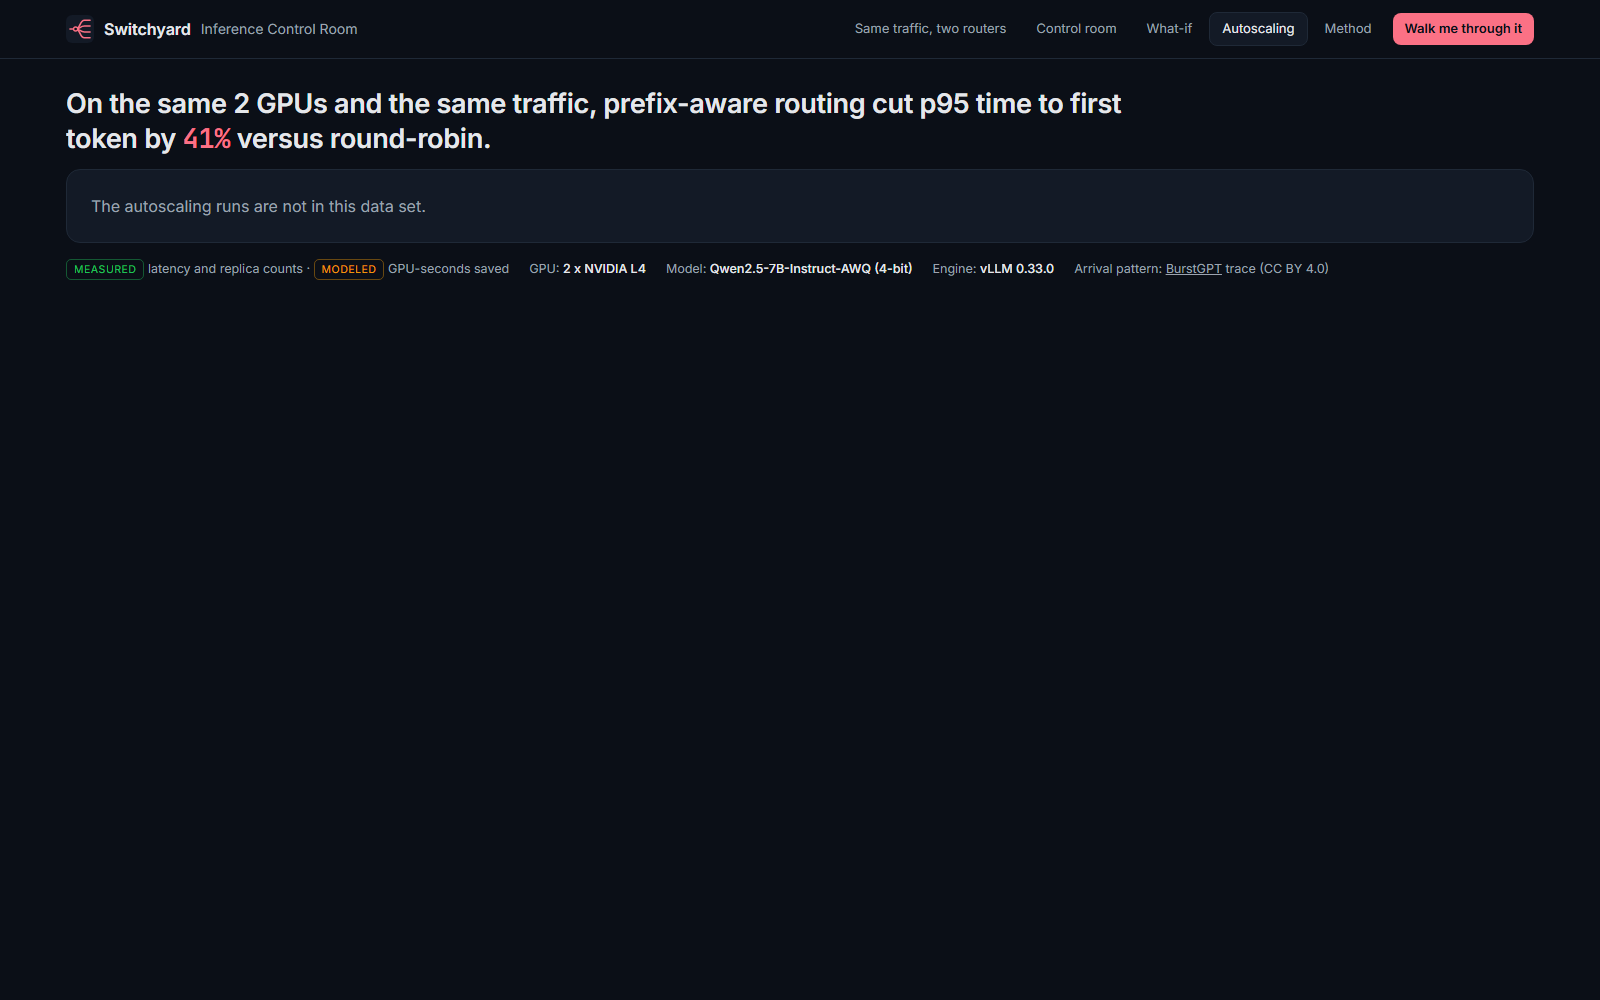 Switchyard Inference Control Room Same traffic, two routers Control room What-if Autoscaling Method Walk me through it
On the same 2 GPUs and the same traffic, prefix-aware routing cut p95 time to first
token by 41% versus round-robin.
The autoscaling runs are not in this data set.
MEASURED latency and replica counts · MODELED GPU-seconds saved GPU: 2 x NVIDIA L4 Model: Qwen2.5-7B-Instruct-AWQ (4-bit) Engine: vLLM 0.33.0 Arrival pattern: BurstGPT trace (CC BY 4.0)